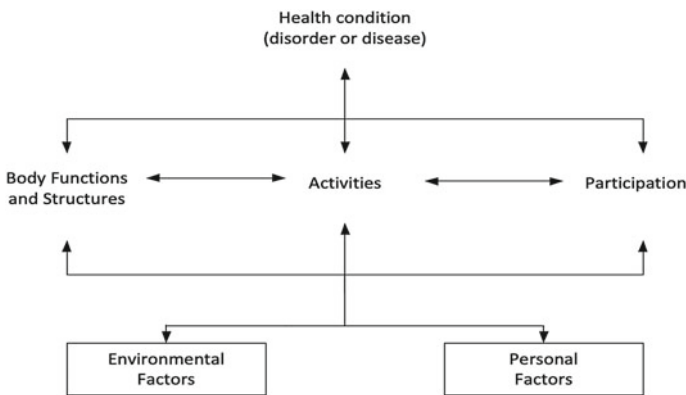 Health condition
(disorder or disease)
Body Functions
and Structures
Activities
Participation
Environmental
Factors
Personal
Factors